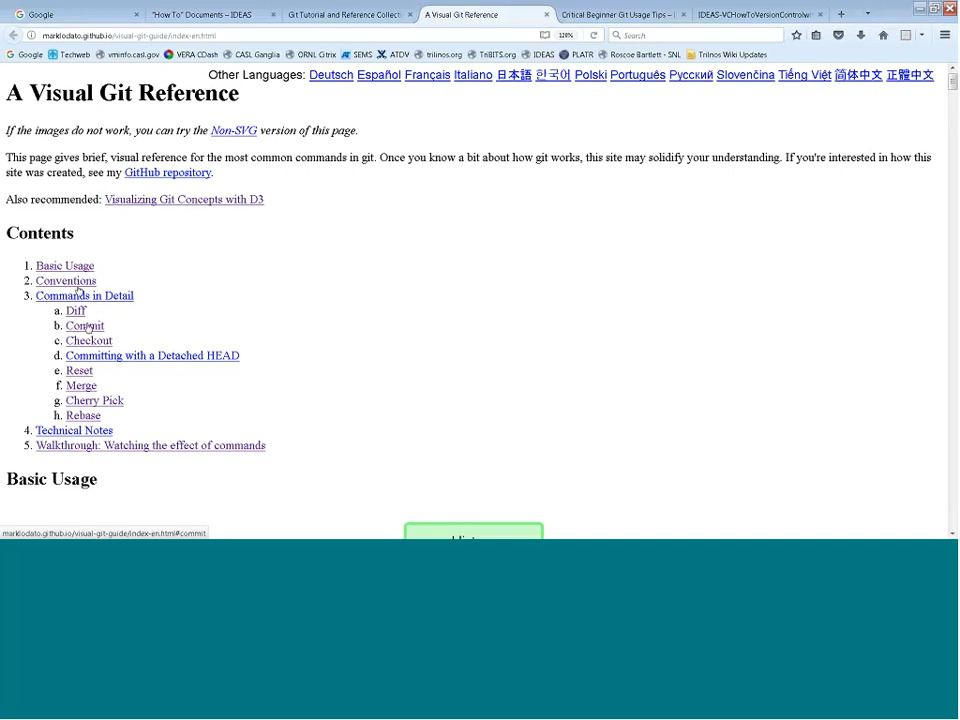 Google
"How To" Documents – IDEAS
Git Tutorial and Reference Collecti
A Visual Git Reference
Critical Beginner Git Usage Tips – I
IDEAS-VCHowToVersionControlw
marklodato.github.io/visual-git-guide/index-en.html
120%
Search
Google Techweb vminfo.casl.gov VERA CDash CASL Ganglia ORNL Citrix SEMS ATDV trilinos.org TriBITS.org IDEAS PLATR Roscoe Bartlett - SNL Trilnos Wiki Updates
Other Languages: Deutsch Español Français Italiano 日本語 한국어 Polski Português Русский Slovenčina Tiếng Việt 简体中文 正體中文
A Visual Git Reference
If the images do not work, you can try the Non-SVG version of this page.
This page gives brief, visual reference for the most common commands in git. Once you know a bit about how git works, this site may solidify your understanding. If you're interested in how this
site was created, see my GitHub repository.
Also recommended: Visualizing Git Concepts with D3
Contents
1. Basic Usage
2. Conventions
3. Commands in Detail
a. Diff
b. Commit
c. Checkout
d. Committing with a Detached HEAD
e. Reset
f. Merge
g. Cherry Pick
h. Rebase
4. Technical Notes
5. Walkthrough: Watching the effect of commands
Basic Usage
marklodato.github.io/visual-git-guide/index-en.html#commit